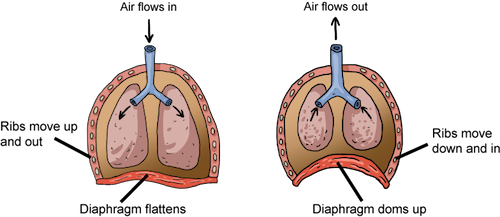 Air flows in
Air flows out
Ribs move up
and out
Ribs move
down and in
Diaphragm flattens
Diaphragm doms up